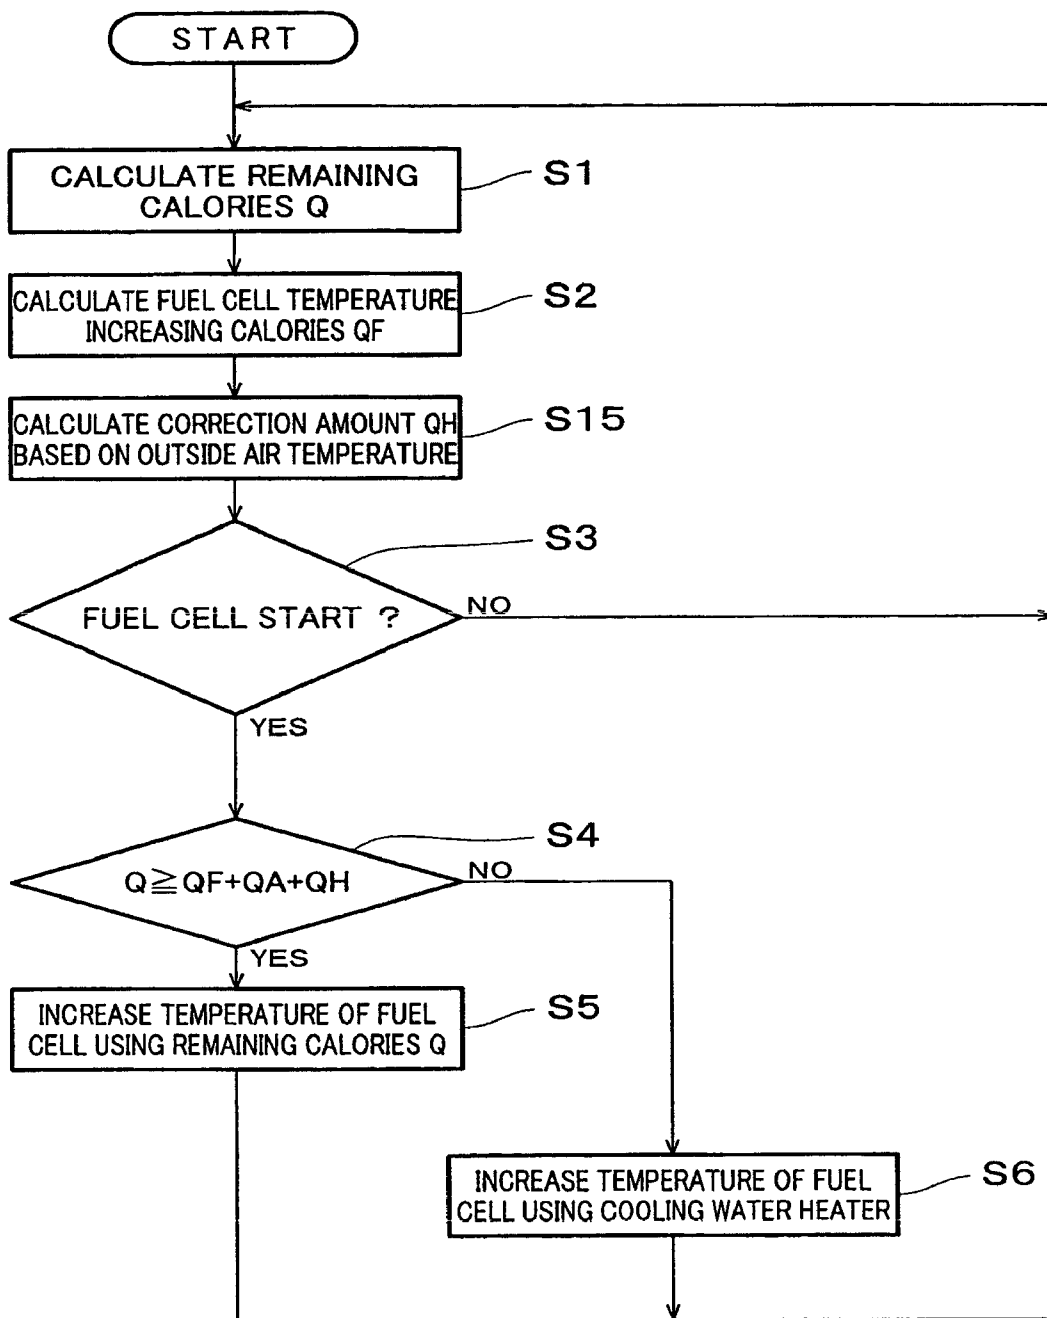 START
CALCULATE REMAINING
CALORIES Q
S1
CALCULATE FUEL CELL TEMPERATURE
INCREASING CALORIES QF
S2
CALCULATE CORRECTION AMOUNT QH
BASED ON OUTSIDE AIR TEMPERATURE
S15
S3
FUEL CELL START ?
NO
YES
S4
Q≧QF+QA+QH
NO
YES
INCREASE TEMPERATURE OF FUEL
CELL USING REMAINING CALORIES Q
S5
INCREASE TEMPERATURE OF FUEL
CELL USING COOLING WATER HEATER
S6